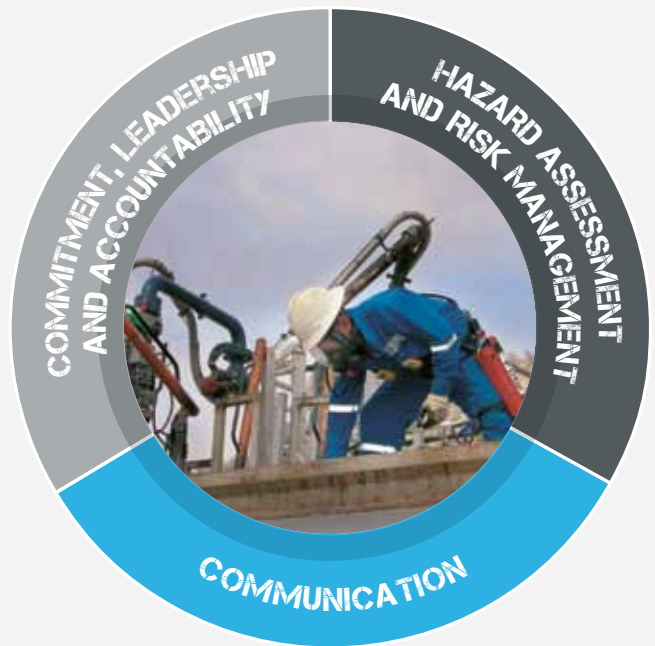 COMMITMENT, LEADERSHIP
AND ACCOUNTABILITY
HAZARD ASSESSMENT
AND RISK MANAGEMENT
COMMUNICATION